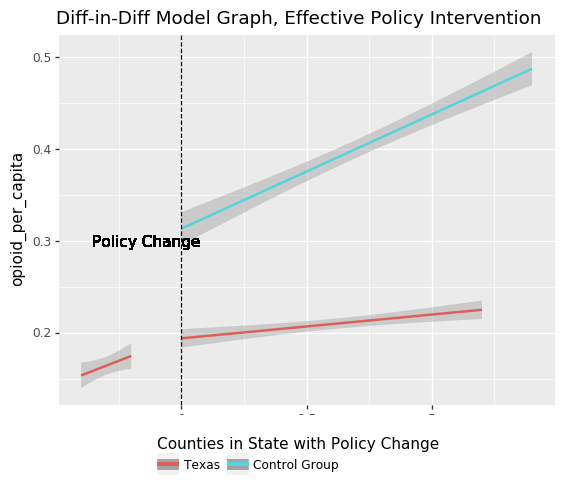 Diff-in-Diff Model Graph, Effective Policy Intervention
opioid_per_capita
0.5
0.4
0.3
0.2
Policy Change
Counties in State with Policy Change
Texas
Control Group